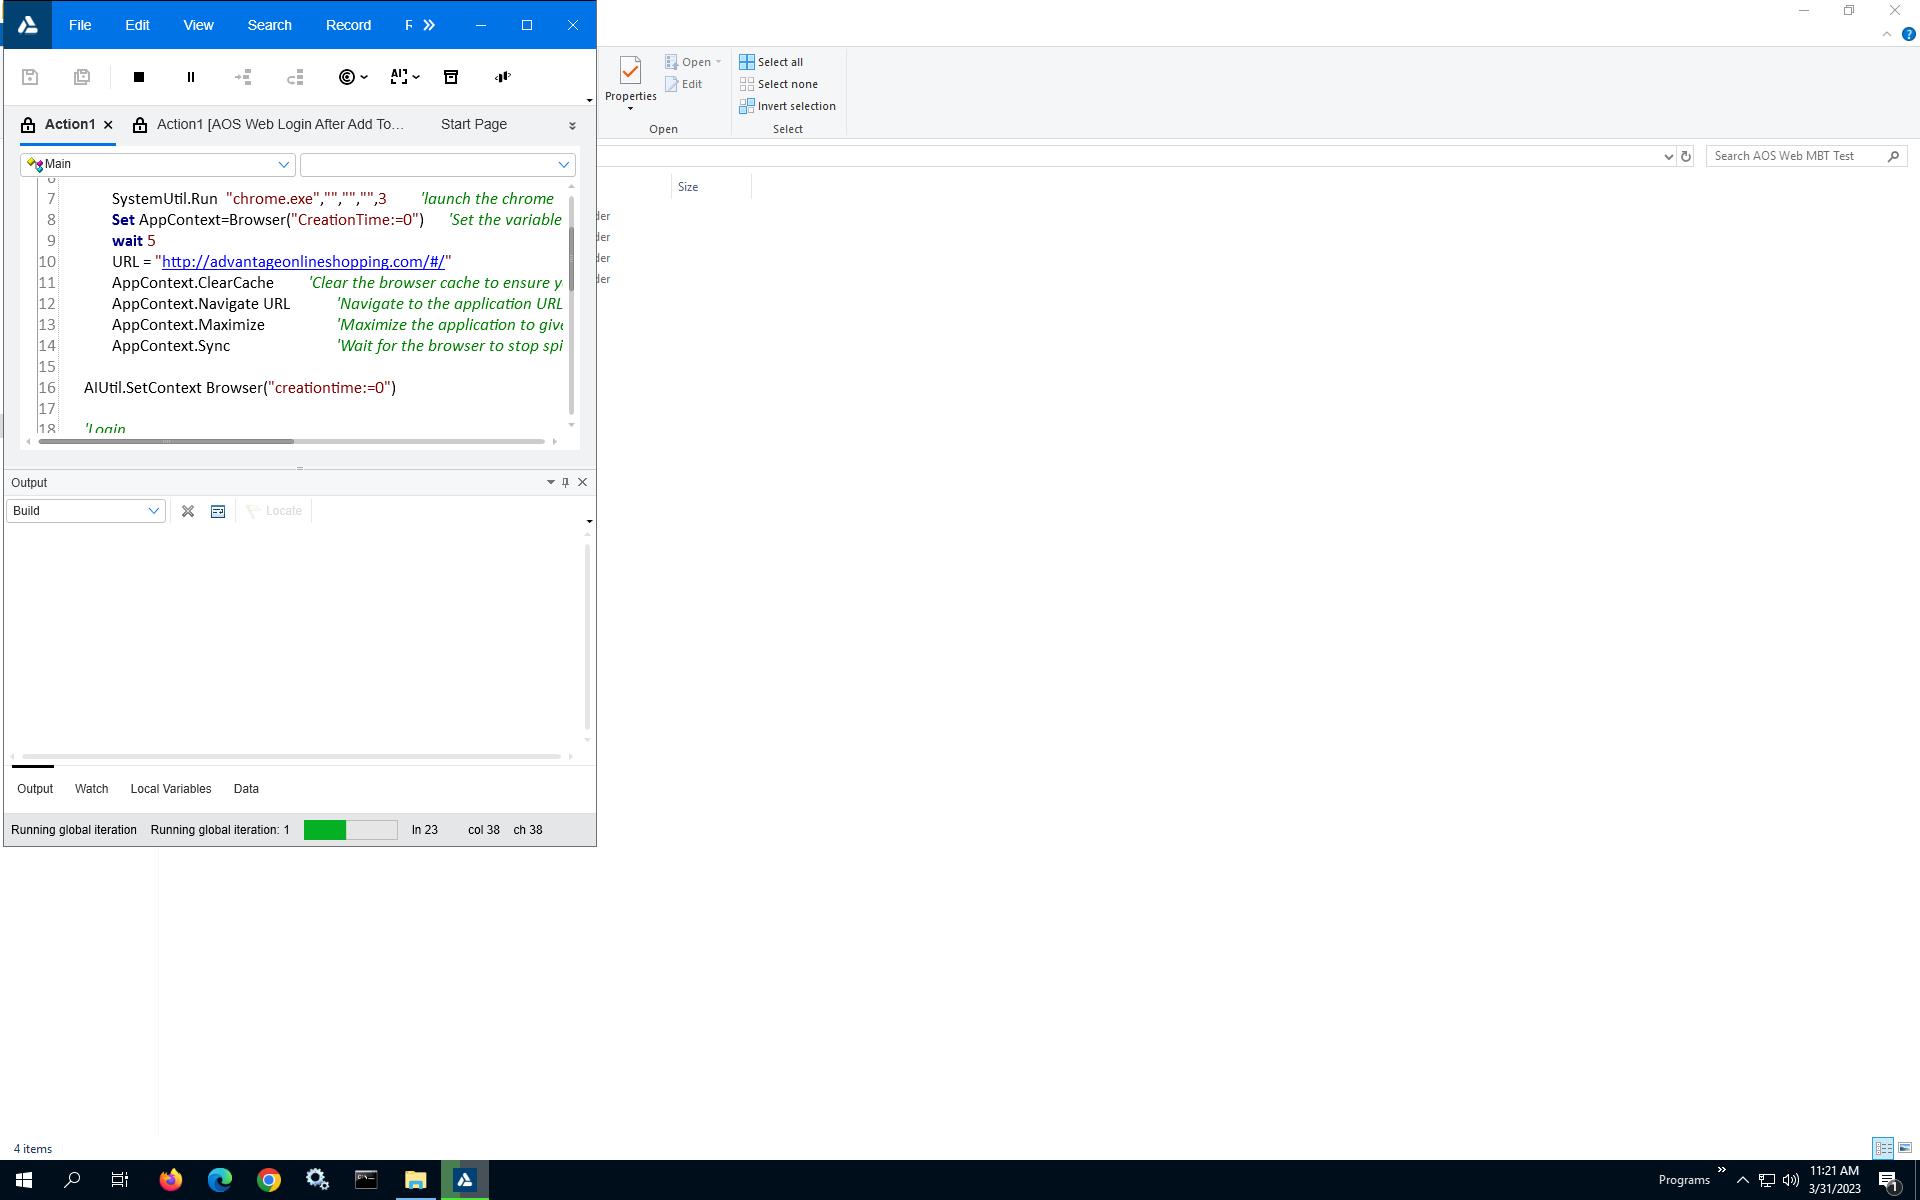 File Edit View Search Record
Open
Select all
Properties
Edit
Select none
Invert selection
Open
Select
Action1
Action1 [AOS Web Login After Add To...
Start Page
Main
Search AOS Web MBT Test
Size
7 SystemUtil.Run "chrome.exe","","","",3 'launch the chrome
8 Set AppContext=Browser("CreationTime:=0") 'Set the variable
9 wait 5
10 URL = "http://advantageonlineshopping.com/#/"
11 AppContext.ClearCache 'Clear the browser cache to ensure y
12 AppContext.Navigate URL 'Navigate to the application URL
13 AppContext.Maximize 'Maximize the application to give
14 AppContext.Sync 'Wait for the browser to stop spi
15
16 AIUtil.SetContext Browser("creationtime:=0")
17
18 'Login
der
der
der
der
Output
Build
Locate
Output Watch Local Variables Data
Running global iteration Running global iteration: 1 ln 23 col 38 ch 38
4 items
Programs
11:21 AM
3/31/2023
1